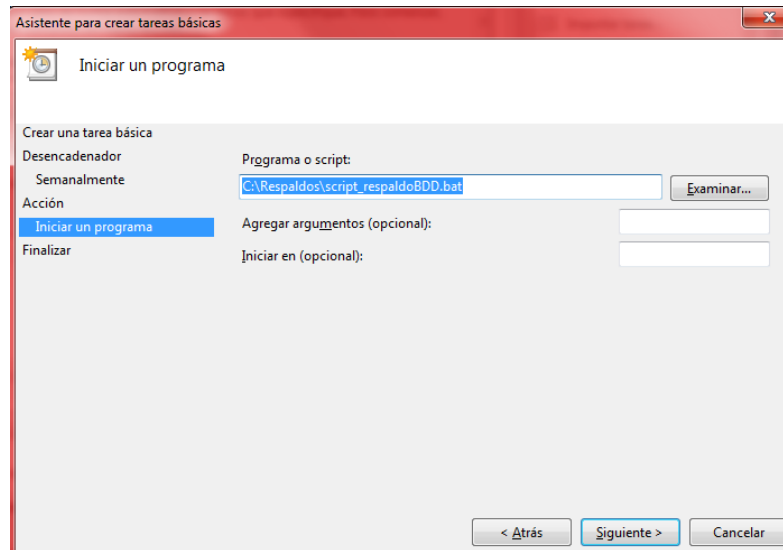 Asistente para crear tareas básicas
Iniciar un programa
Crear una tarea básica
Desencadenador
Semanalmente
Acción
Iniciar un programa
Finalizar
Programa o script:
C:\Respaldos\script_respaldoBDD.bat
Examinar...
Agregar argumentos (opcional):
Iniciar en (opcional):
< Atrás
Siguiente >
Cancelar